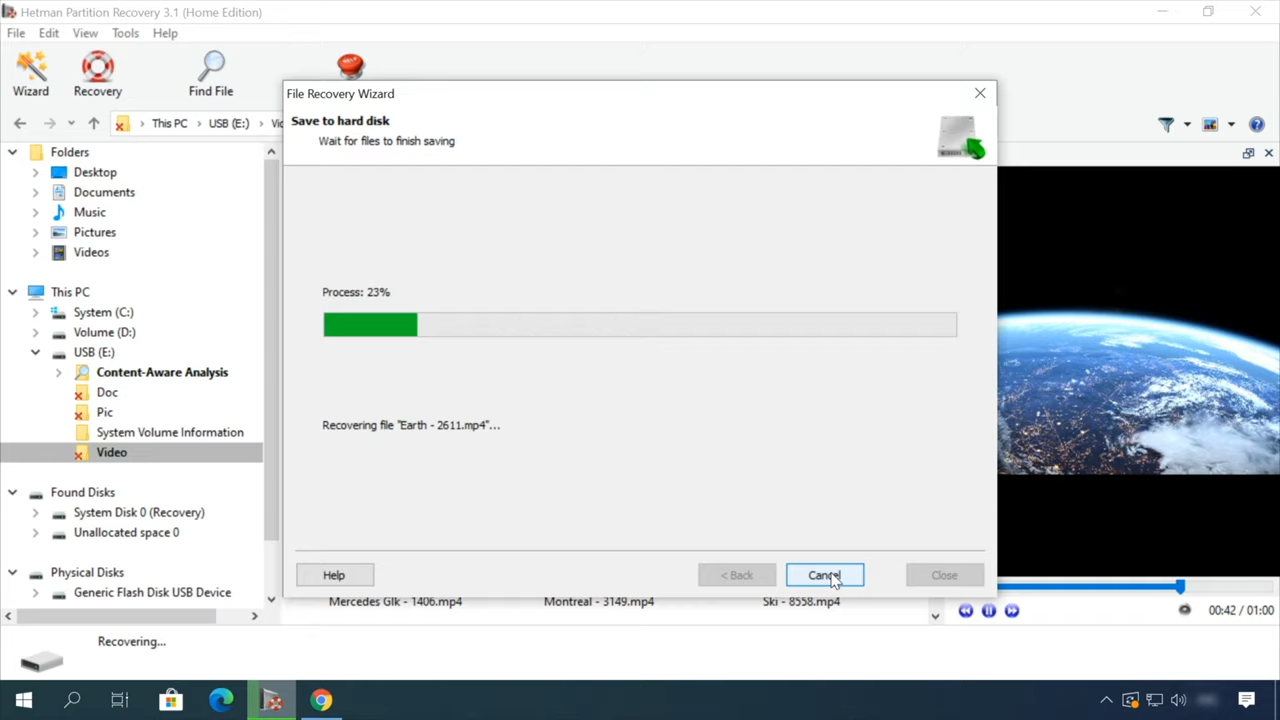 Hetman Partition Recovery 3.1 (Home Edition)
File Edit View Tools Help
Wizard Recovery Find File
This PC USB (E:)
Folders
Desktop
Documents
Music
Pictures
Videos
This PC
System (C:)
Volume (D:)
USB (E:)
Content-Aware Analysis
Doc
Pic
System Volume Information
Video
Found Disks
System Disk 0 (Recovery)
Unallocated space 0
Physical Disks
Generic Flash Disk USB Device
File Recovery Wizard
Save to hard disk
Wait for files to finish saving
Process: 23%
Recovering file "Earth - 2611.mp4"...
Help < Back Cancel Close
Mercedes Glk - 1406.mp4 Montreal - 3149.mp4 Ski - 8558.mp4
00:42 / 01:00
Recovering...